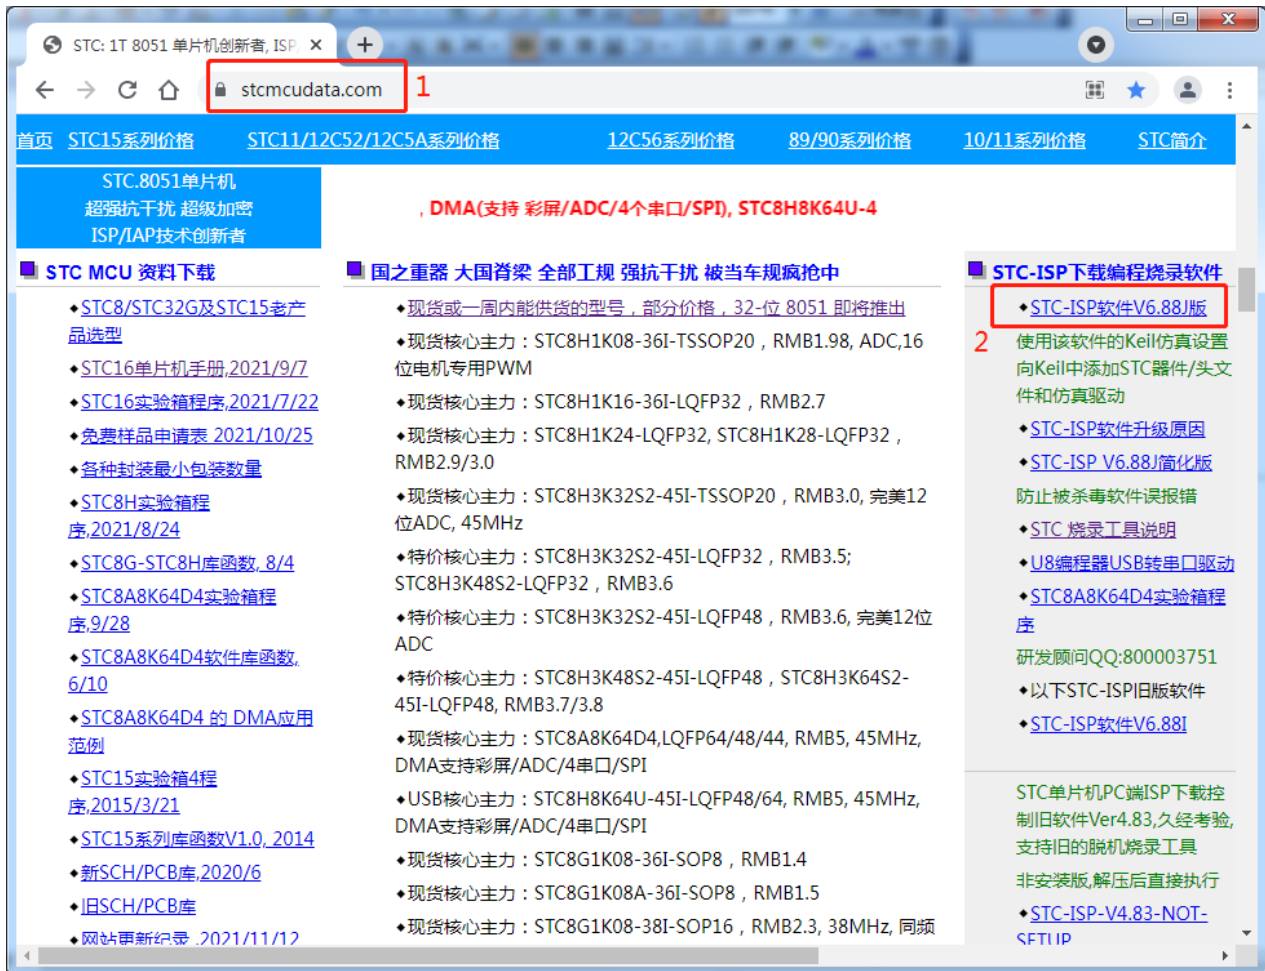 STC: 1T 8051 单片机创新者, ISP
stcmcudata.com
1
首页 STC15系列价格 STC11/12C52/12C5A系列价格 12C56系列价格 89/90系列价格 10/11系列价格 STC简介
STC.8051单片机
超强抗干扰 超级加密
ISP/IAP技术创新者
, DMA(支持 彩屏/ADC/4个串口/SPI), STC8H8K64U-4
STC MCU 资料下载
◆STC8/STC32G及STC15老产
品选型
◆STC16单片机手册,2021/9/7
◆STC16实验箱程序,2021/7/22
◆免费样品申请表 2021/10/25
◆各种封装最小包装数量
◆STC8H实验箱程
序,2021/8/24
◆STC8G-STC8H库函数, 8/4
◆STC8A8K64D4实验箱程
序,9/28
◆STC8A8K64D4软件库函数,
6/10
◆STC8A8K64D4 的 DMA应用
范例
◆STC15实验箱4程
序,2015/3/21
◆STC15系列库函数V1.0, 2014
◆新SCH/PCB库,2020/6
◆旧SCH/PCB库
◆网站更新纪录 ,2021/11/12
国之重器 大国脊梁 全部工规 强抗干扰 被当车规疯抢中
◆现货或一周内能供货的型号，部分价格，32-位 8051 即将推出
◆现货核心主力：STC8H1K08-36I-TSSOP20，RMB1.98, ADC,16
位电机专用PWM
◆现货核心主力：STC8H1K16-36I-LQFP32，RMB2.7
◆现货核心主力：STC8H1K24-LQFP32, STC8H1K28-LQFP32，
RMB2.9/3.0
◆现货核心主力：STC8H3K32S2-45I-TSSOP20，RMB3.0, 完美12
位ADC, 45MHz
◆特价核心主力：STC8H3K32S2-45I-LQFP32，RMB3.5;
STC8H3K48S2-LQFP32，RMB3.6
◆特价核心主力：STC8H3K32S2-45I-LQFP48，RMB3.6, 完美12位
ADC
◆特价核心主力：STC8H3K48S2-45I-LQFP48，STC8H3K64S2-
45I-LQFP48, RMB3.7/3.8
◆现货核心主力：STC8A8K64D4,LQFP64/48/44, RMB5, 45MHz,
DMA支持彩屏/ADC/4串口/SPI
◆USB核心主力：STC8H8K64U-45I-LQFP48/64, RMB5, 45MHz,
DMA支持彩屏/ADC/4串口/SPI
◆现货核心主力：STC8G1K08-36I-SOP8，RMB1.4
◆现货核心主力：STC8G1K08A-36I-SOP8，RMB1.5
◆现货核心主力：STC8G1K08-38I-SOP16，RMB2.3, 38MHz, 同频
STC-ISP下载编程烧录软件
◆STC-ISP软件V6.88J版
2
使用该软件的Keil仿真设置
向Keil中添加STC器件/头文
件和仿真驱动
◆STC-ISP软件升级原因
◆STC-ISP V6.88J简化版
防止被杀毒软件误报错
◆STC 烧录工具说明
◆U8编程器USB转串口驱动
◆STC8A8K64D4实验箱程
序
研发顾问QQ:800003751
◆以下STC-ISP旧版软件
◆STC-ISP软件V6.88I
STC单片机PC端ISP下载控
制旧软件Ver4.83,久经考验,
支持旧的脱机烧录工具
非安装版,解压后直接执行
◆STC-ISP-V4.83-NOT-
SETUP